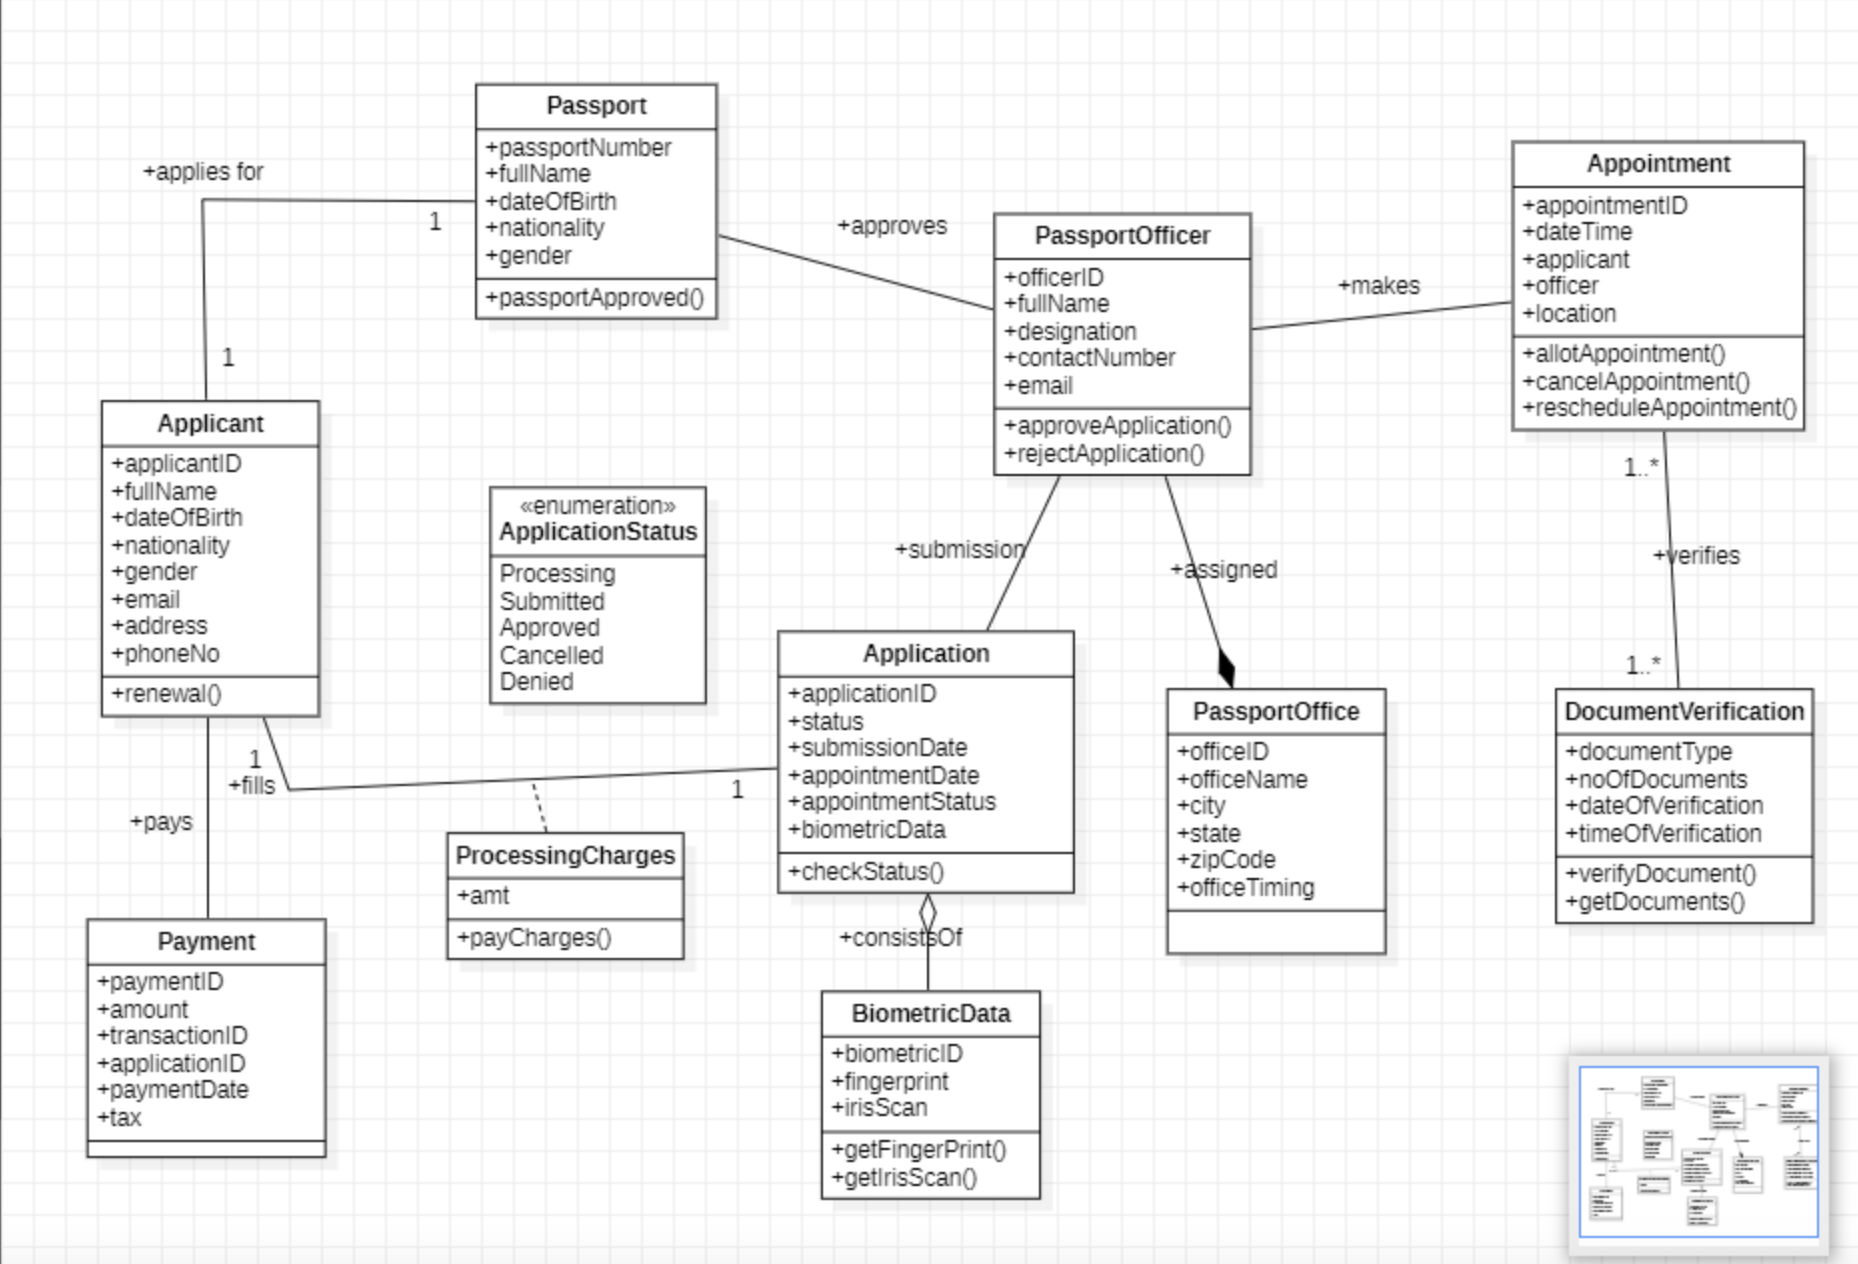 Passport
+passportNumber
+fullName
+dateOfBirth
+nationality
+gender
+passportApproved()
+applies for
1
1
+approves
PassportOfficer
+officerID
+fullName
+designation
+contactNumber
+email
+approveApplication()
+rejectApplication()
+makes
Appointment
+appointmentID
+dateTime
+applicant
+officer
+location
+allotAppointment()
+cancelAppointment()
+rescheduleAppointment()
Applicant
+applicantID
+fullName
+dateOfBirth
+nationality
+gender
+email
+address
+phoneNo
+renewal()
«enumeration»
ApplicationStatus
Processing
Submitted
Approved
Cancelled
Denied
+submission
+assigned
1..*
+verifies
1..*
Application
+applicationID
+status
+submissionDate
+appointmentDate
+appointmentStatus
+biometricData
+checkStatus()
PassportOffice
+officeID
+officeName
+city
+state
+zipCode
+officeTiming
DocumentVerification
+documentType
+noOfDocuments
+dateOfVerification
+timeOfVerification
+verifyDocument()
+getDocuments()
1
+fills
1
+pays
ProcessingCharges
+amt
+payCharges()
Payment
+paymentID
+amount
+transactionID
+applicationID
+paymentDate
+tax
+consistsOf
BiometricData
+biometricID
+fingerprint
+irisScan
+getFingerPrint()
+getIrisScan()